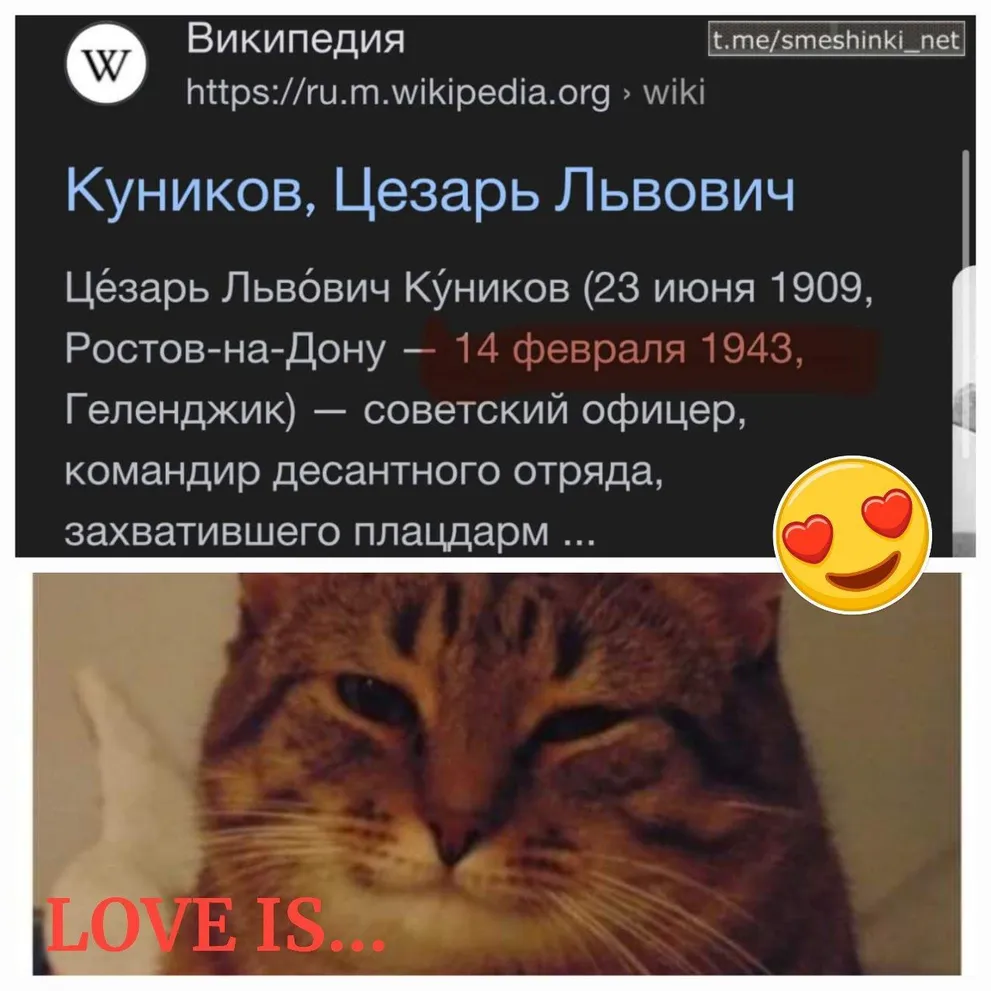 W
Википедия
t.me/smeshinki_net
https://ru.m.wikipedia.org › wiki
Куников, Цезарь Львович
Це́зарь Льво́вич Ку́ников (23 июня 1909,
Ростов-на-Дону — 14 февраля 1943,
Геленджик) — советский офицер,
командир десантного отряда,
захватившего плацдарм ...
LOVE IS...